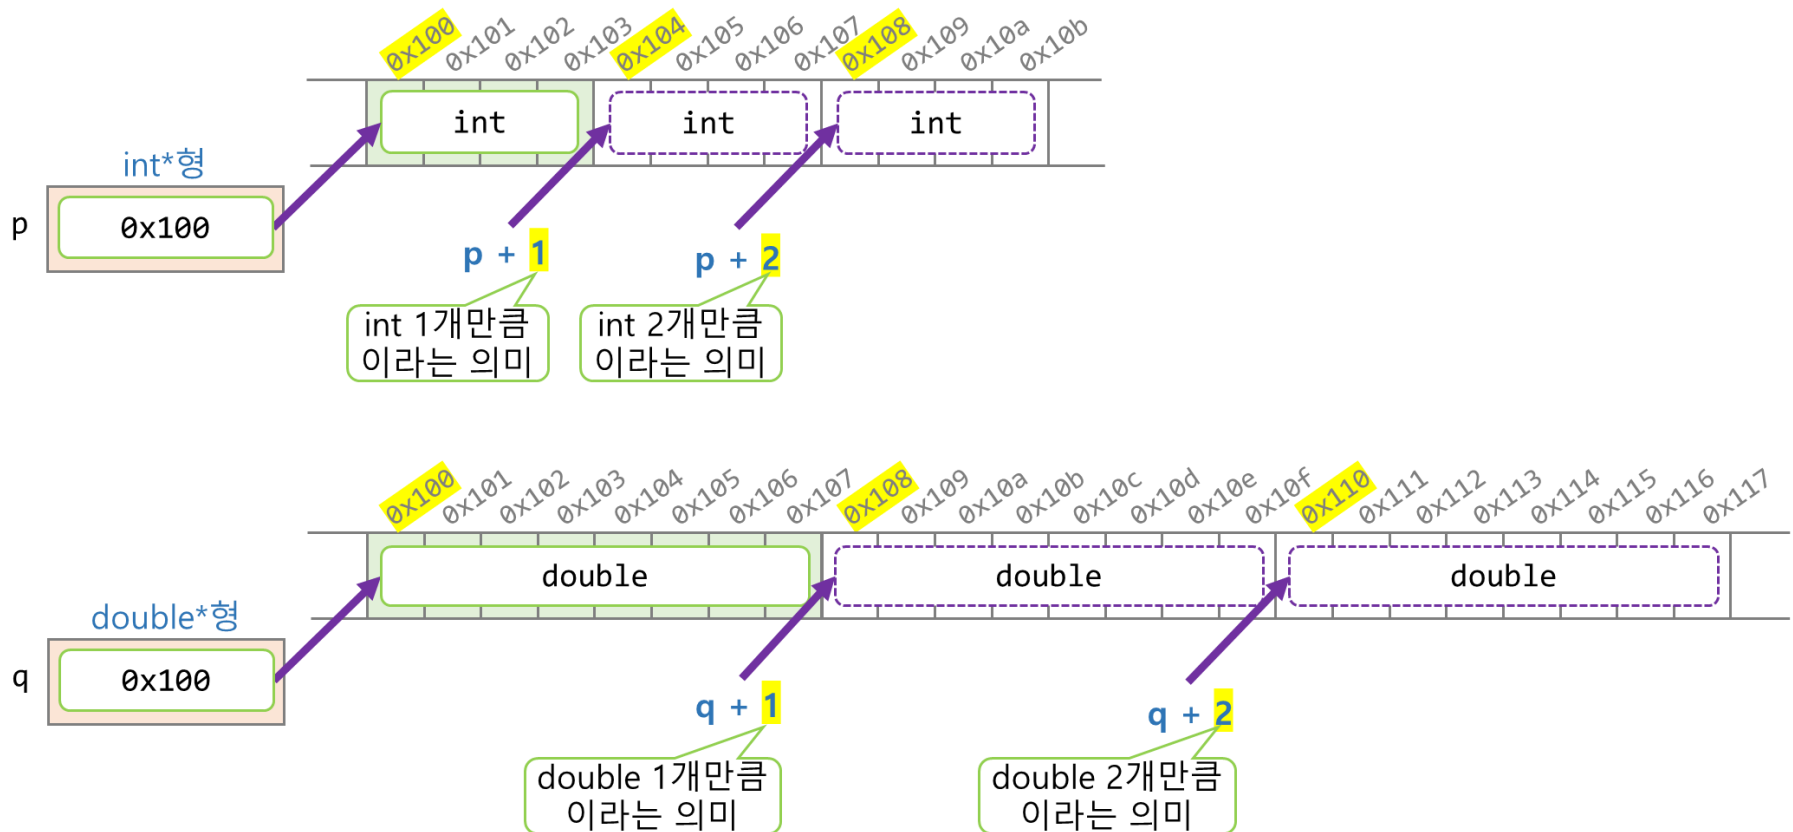 0x100 0x101 0x102 0x103 0x104 0x105 0x106 0x107 0x108 0x109 0x10a 0x10b
int int int
int*형
p 0x100
p + 1 p + 2
int 1개만큼
이라는 의미
int 2개만큼
이라는 의미
0x100 0x101 0x102 0x103 0x104 0x105 0x106 0x107 0x108 0x109 0x10a 0x10b 0x10c 0x10d 0x10e 0x10f 0x110 0x111 0x112 0x113 0x114 0x115 0x116 0x117
double double double
double*형
q 0x100
q + 1 q + 2
double 1개만큼
이라는 의미
double 2개만큼
이라는 의미